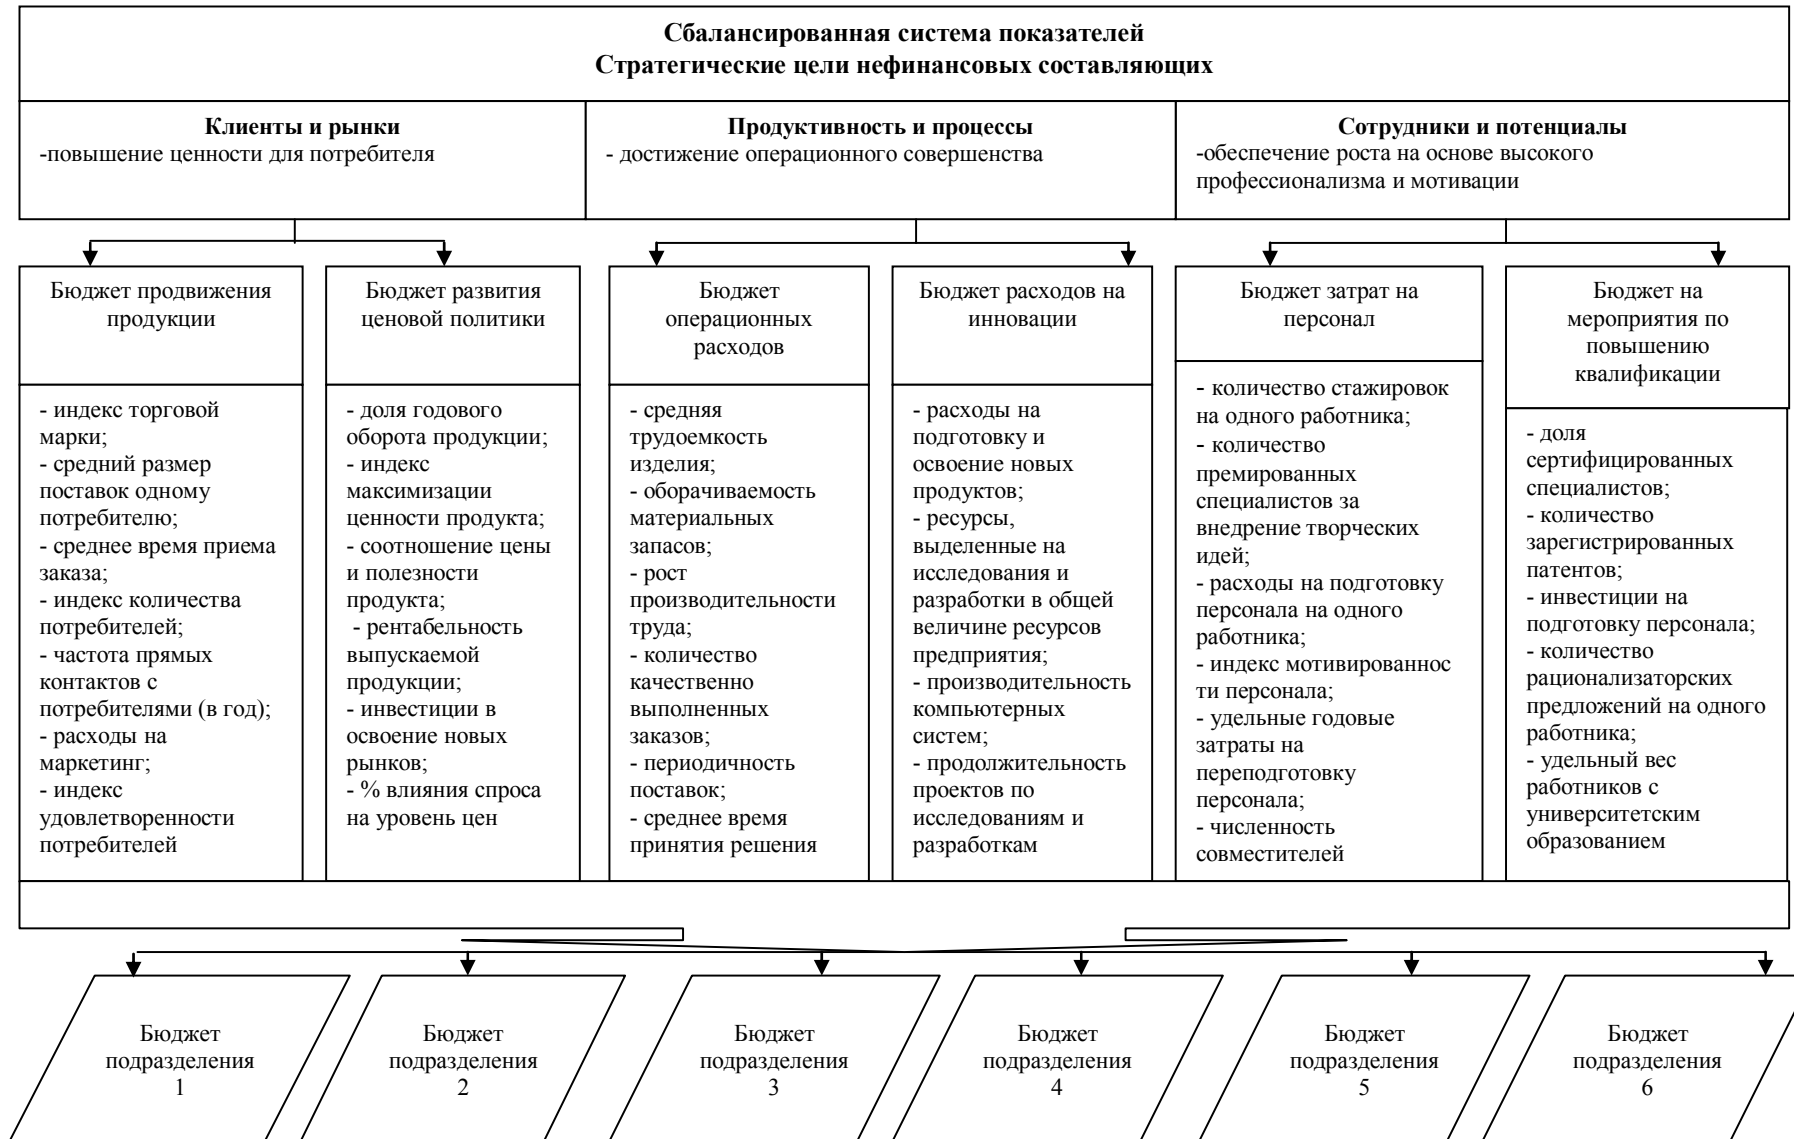 Сбалансированная система показателей
Стратегические цели нефинансовых составляющих
Клиенты и рынки
-повышение ценности для потребителя
Продуктивность и процессы
- достижение операционного совершенства
Сотрудники и потенциалы
-обеспечение роста на основе высокого
профессионализма и мотивации
Бюджет продвижения
продукции
Бюджет развития
ценовой политики
Бюджет
операционных
расходов
Бюджет расходов на
инновации
Бюджет затрат на
персонал
Бюджет на
мероприятия по
повышению
квалификации
- индекс торговой
марки;
- средний размер
поставок одному
потребителю;
- среднее время приема
заказа;
- индекс количества
потребителей;
- частота прямых
контактов с
потребителями (в год);
- расходы на
маркетинг;
- индекс
удовлетворенности
потребителей
- доля годового
оборота продукции;
- индекс
максимизации
ценности продукта;
- соотношение цены
и полезности
продукта;
- рентабельность
выпускаемой
продукции;
- инвестиции в
освоение новых
рынков;
- % влияния спроса
на уровень цен
- средняя
трудоемкость
изделия;
- оборачиваемость
материальных
запасов;
- рост
производительности
труда;
- количество
качественно
выполненных
заказов;
- периодичность
поставок;
- среднее время
принятия решения
- расходы на
подготовку и
освоение новых
продуктов;
- ресурсы,
выделенные на
исследования и
разработки в общей
величине ресурсов
предприятия;
- производительность
компьютерных
систем;
- продолжительность
проектов по
исследованиям и
разработкам
- количество стажировок
на одного работника;
- количество
премированных
специалистов за
внедрение творческих
идей;
- расходы на подготовку
персонала на одного
работника;
- индекс мотивированнос
ти персонала;
- удельные годовые
затраты на
переподготовку
персонала;
- численность
совместителей
- доля
сертифицированных
специалистов;
- количество
зарегистрированных
патентов;
- инвестиции на
подготовку персонала;
- количество
рационализаторских
предложений на одного
работника;
- удельный вес
работников с
университетским
образованием
Бюджет
подразделения
1
Бюджет
подразделения
2
Бюджет
подразделения
3
Бюджет
подразделения
4
Бюджет
подразделения
5
Бюджет
подразделения
6